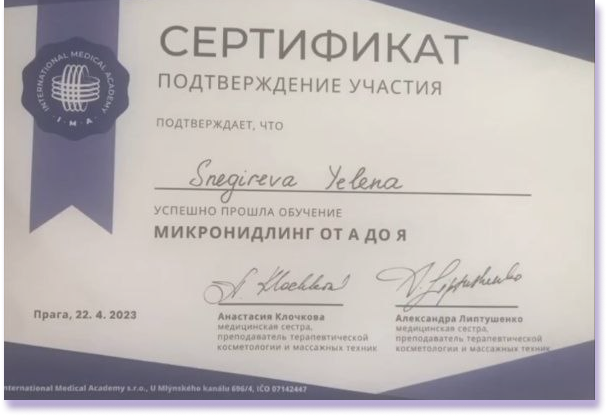 СЕРТИФИКАТ
ПОДТВЕРЖДЕНИЕ УЧАСТИЯ
INTERNATIONAL MEDICAL ACADEMY
· I · M · A ·
ПОДТВЕРЖДАЕТ, ЧТО
Snegireva Yelena
УСПЕШНО ПРОШЛА ОБУЧЕНИЕ
МИКРОНИДЛИНГ ОТ А ДО Я
Прага, 22. 4. 2023
A. Klochkova
Анастасия Клочкова
медицинская сестра,
преподаватель терапевтической
косметологии и массажных техник
A. Liptushenko
Александра Липтушенко
медицинская сестра,
преподаватель терапевтической
косметологии и массажных техник
International Medical Academy s.r.o., U Mlýnského kanálu 696/4, IČO 07142447